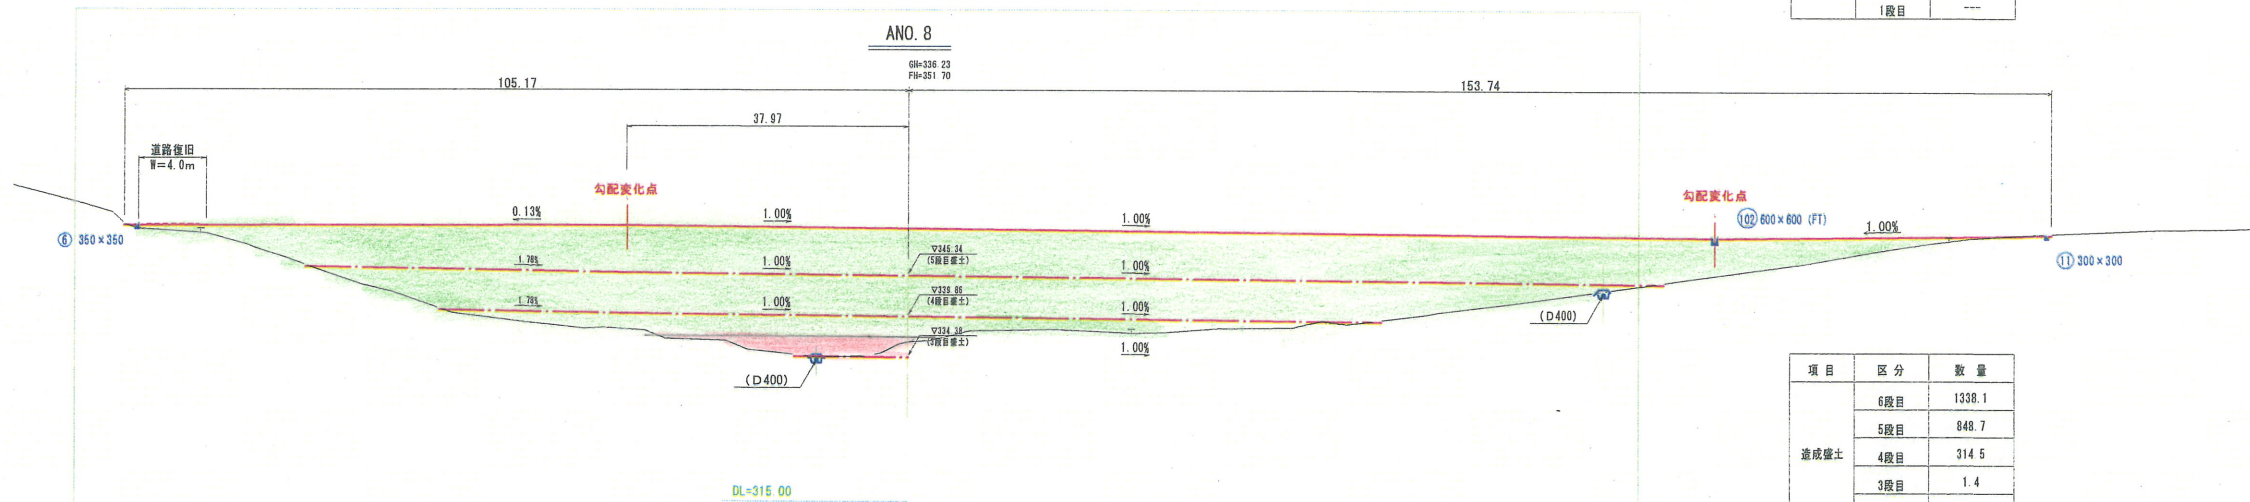 1段目 ---
ANO. 8
GH=336.23
FH=351.70
105.17
153.74
37.97
道路復旧
W=4.0m
勾配変化点
勾配変化点
⑥ 350×350
0.13%
1.00%
1.00%
(102) 600×600 (FT)
1.00%
⑪ 300×300
▽345.34
(5段目盛土)
1.78%
1.00%
1.00%
▽339.86
(4段目盛土)
1.78%
1.00%
1.00%
▽334.38
(3段目盛土)
1.00%
(D400)
(D400)
DL=315.00
項目 区分 数量
造成盛土
6段目 1338.1
5段目 848.7
4段目 314.5
3段目 1.4